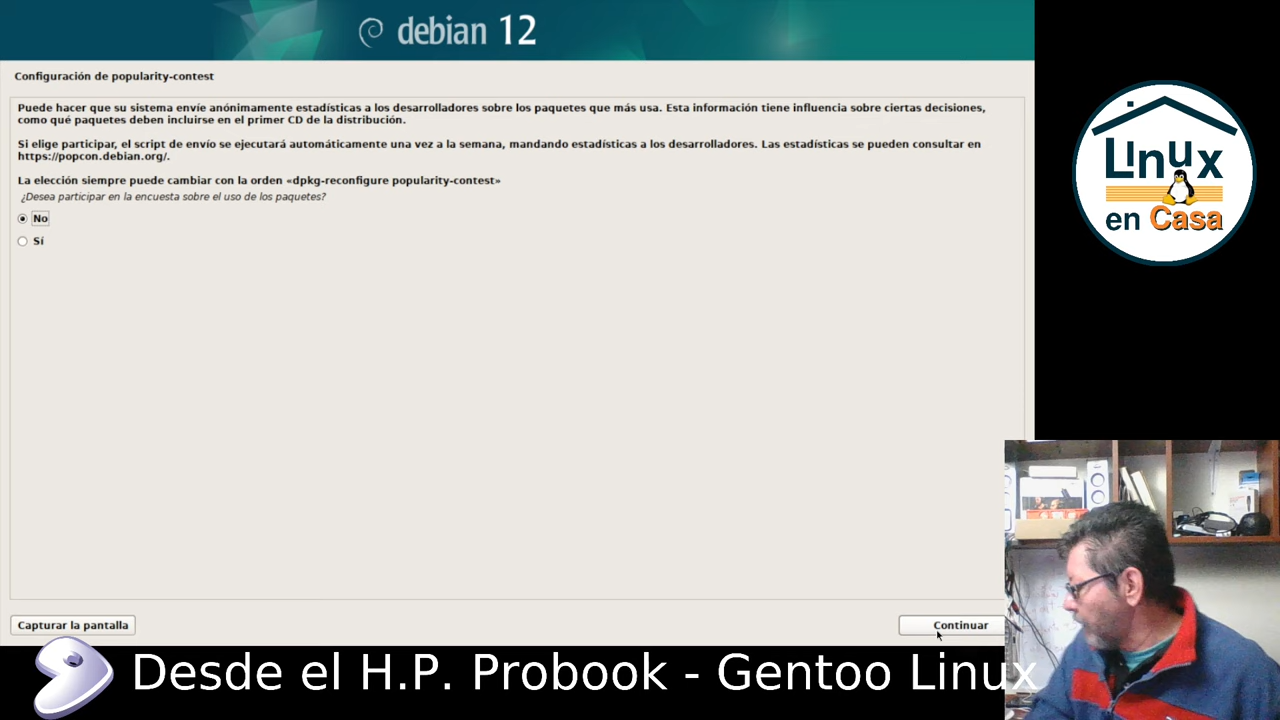 debian 12
Configuración de popularity-contest
Puede hacer que su sistema envíe anónimamente estadísticas a los desarrolladores sobre los paquetes que más usa. Esta información tiene influencia sobre ciertas decisiones,
como qué paquetes deben incluirse en el primer CD de la distribución.
Si elige participar, el script de envío se ejecutará automáticamente una vez a la semana, mandando estadísticas a los desarrolladores. Las estadísticas se pueden consultar en
https://popcon.debian.org/.
La elección siempre puede cambiar con la orden «dpkg-reconfigure popularity-contest»
¿Desea participar en la encuesta sobre el uso de los paquetes?
No
Sí
Linux
en Casa
Capturar la pantalla
Continuar
Desde el H.P. Probook - Gentoo Linux